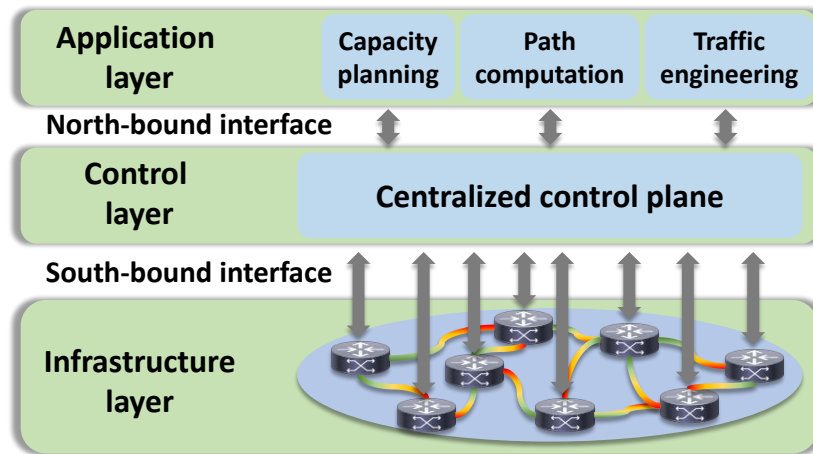 Application
layer
Capacity
planning
Path
computation
Traffic
engineering
North-bound interface
Control
layer
Centralized control plane
South-bound interface
Infrastructure
layer